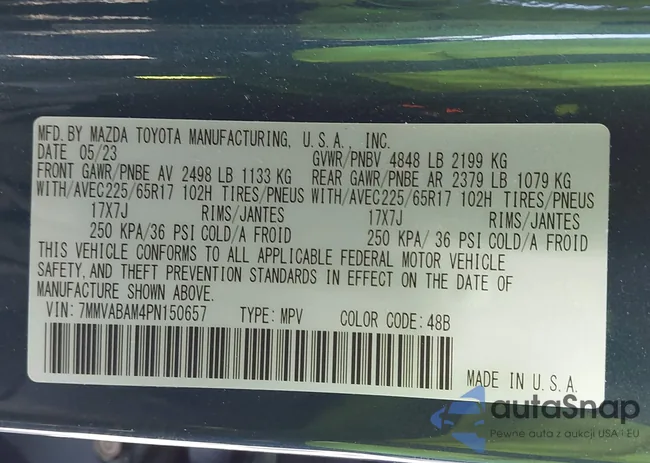 MFD. BY MAZDA TOYOTA MANUFACTURING, U.S.A., INC.
DATE 05/23 GVWR/PNBV 4848 LB 2199 KG
FRONT GAWR/PNBE AV 2498 LB 1133 KG REAR GAWR/PNBE AR 2379 LB 1079 KG
WITH/AVEC225/65R17 102H TIRES/PNEUS WITH/AVEC225/65R17 102H TIRES/PNEUS
17X7J RIMS/JANTES 17X7J RIMS/JANTES
250 KPA/36 PSI COLD/A FROID 250 KPA/36 PSI COLD/A FROID
THIS VEHICLE CONFORMS TO ALL APPLICABLE FEDERAL MOTOR VEHICLE
SAFETY, AND THEFT PREVENTION STANDARDS IN EFFECT ON THE DATE OF
MANUFACTURE SHOWN ABOVE.
VIN: 7MMVABAM4PN150657 TYPE: MPV COLOR CODE: 48B
MADE IN U.S.A.
autaSnap
Pewne auta z aukcji USA i EU